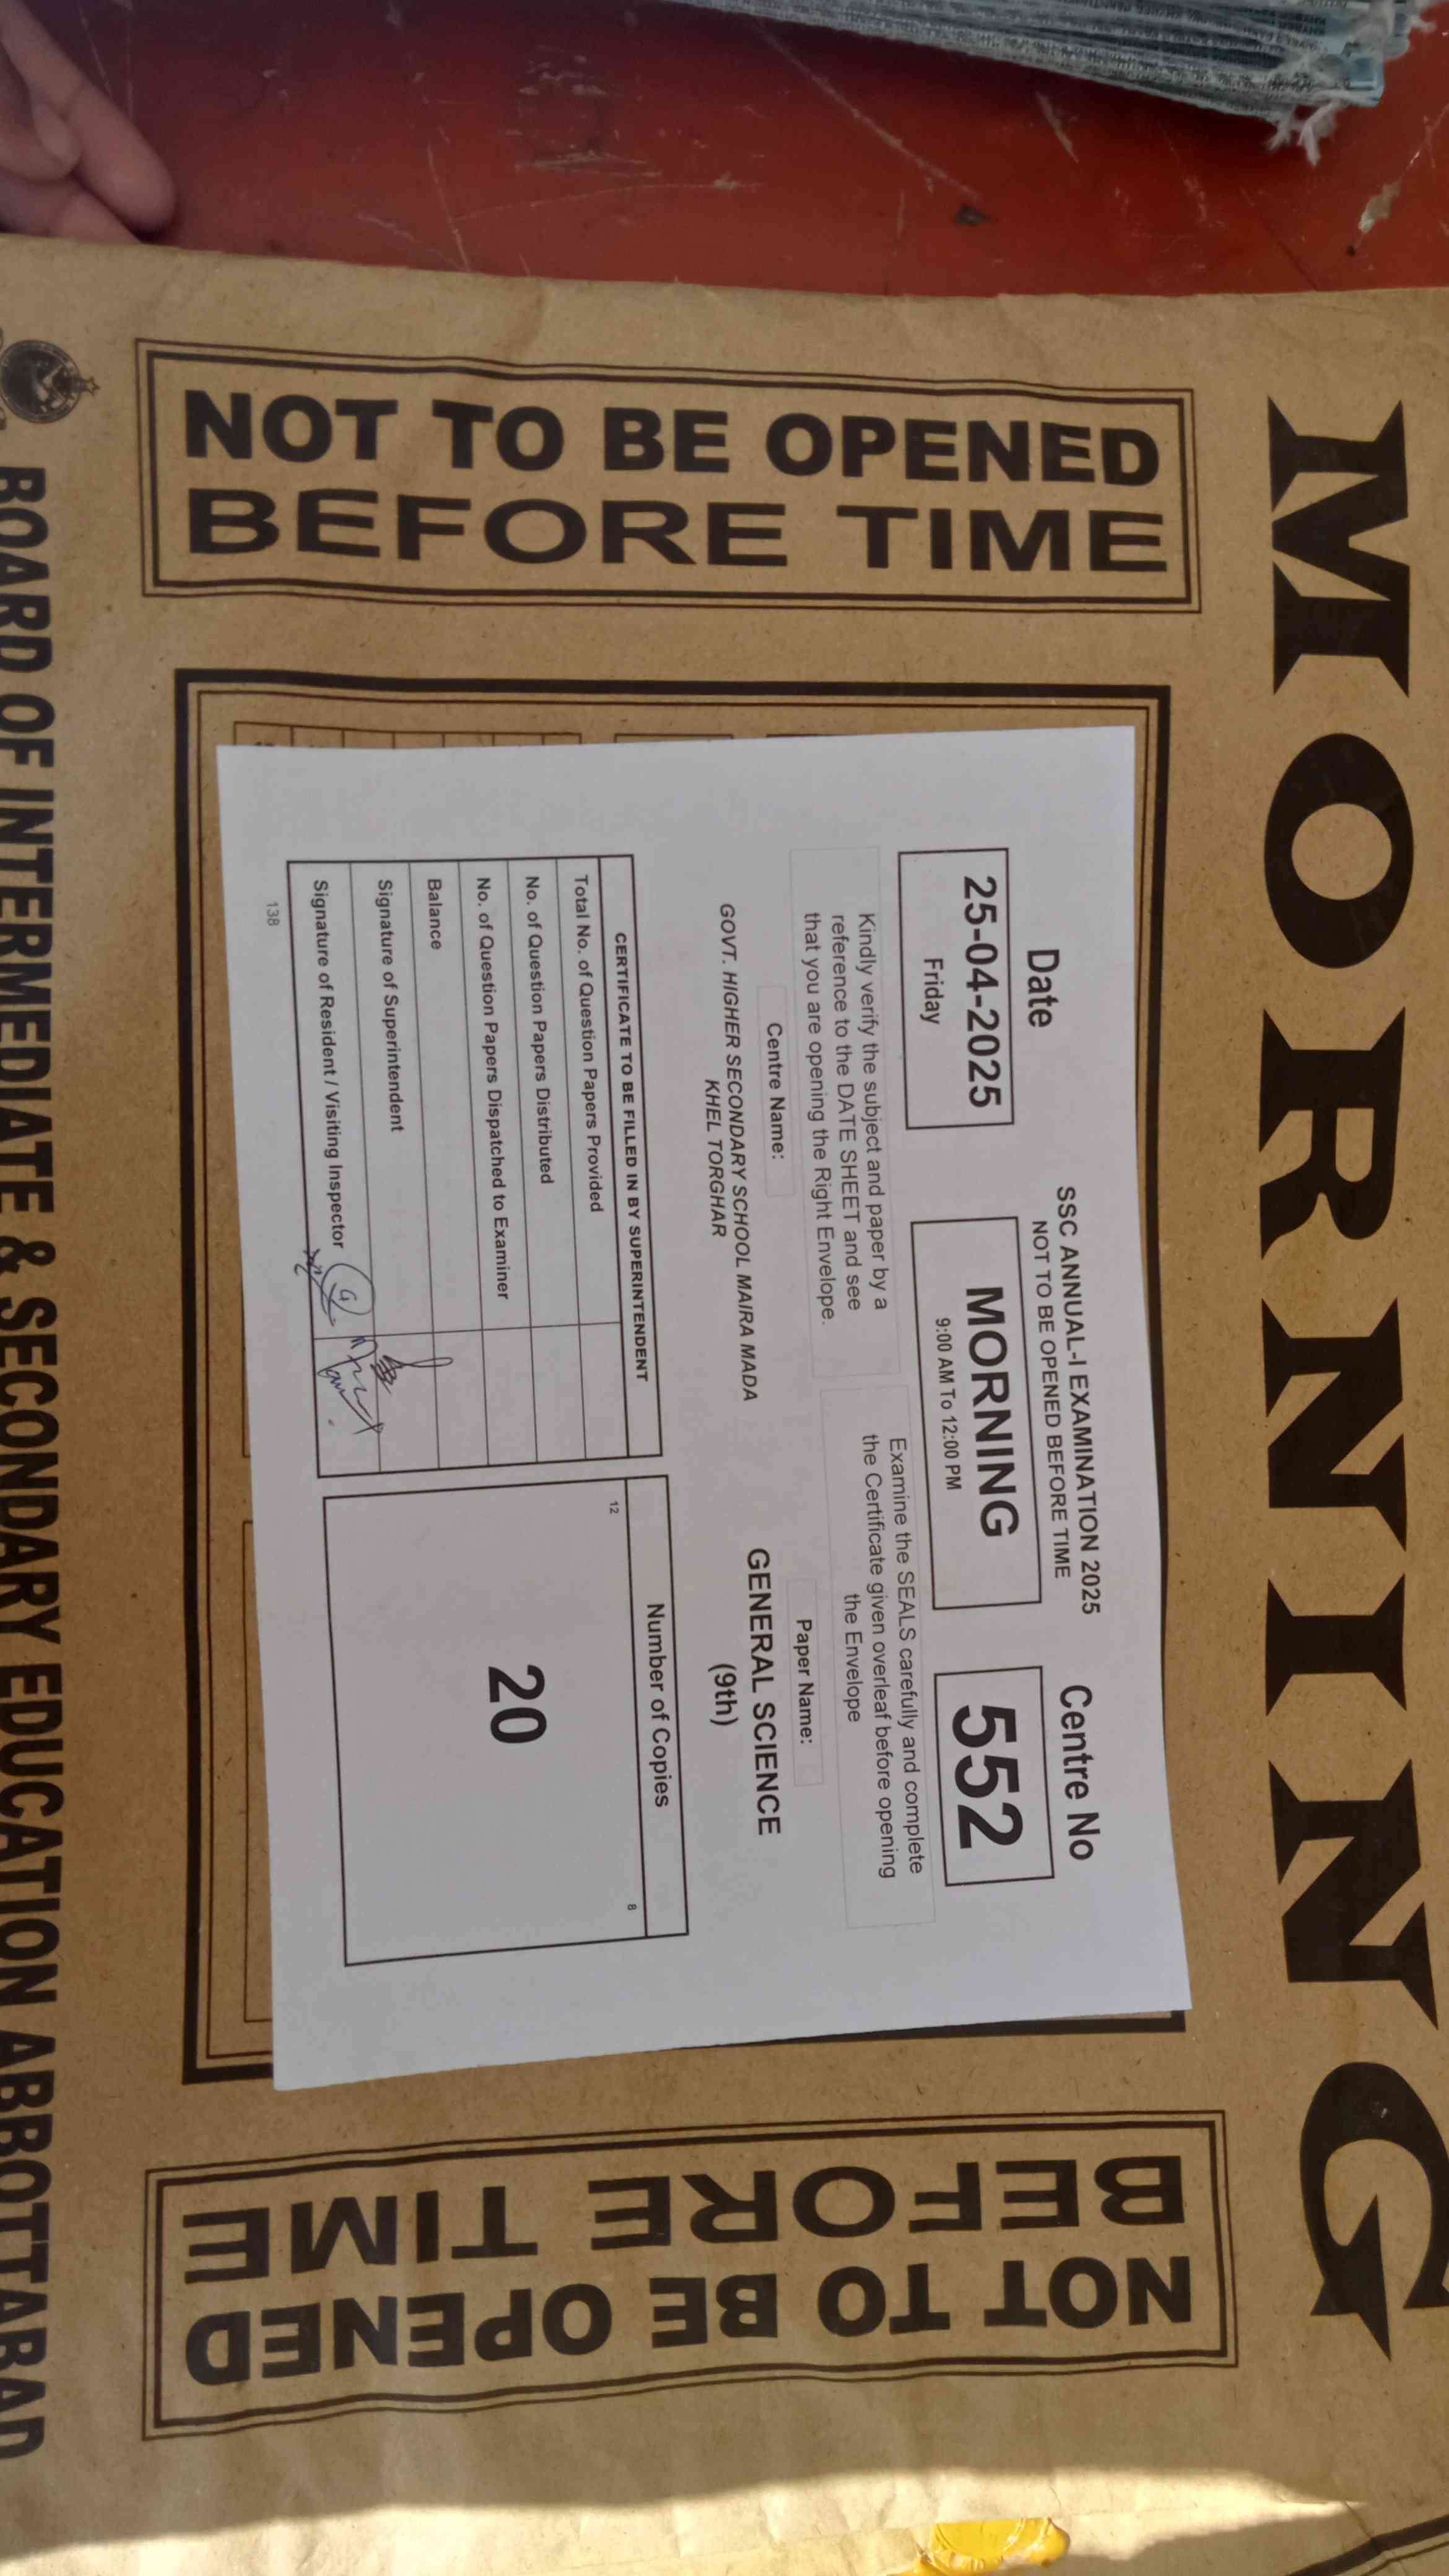 MORNING
NOT TO BE OPENED
BEFORE TIME
SSC ANNUAL-I EXAMINATION 2025
NOT TO BE OPENED BEFORE TIME
Date
25-04-2025
Friday
MORNING
9:00 AM To 12:00 PM
Centre No
552
Kindly verify the subject and paper by a
reference to the DATE SHEET and see
that you are opening the Right Envelope.
Examine the SEALS carefully and complete
the Certificate given overleaf before opening
the Envelope
Centre Name:
GOVT. HIGHER SECONDARY SCHOOL MAIRA MADA
KHEL TORGHAR
Paper Name:
GENERAL SCIENCE
(9th)
CERTIFICATE TO BE FILLED IN BY SUPERINTENDENT
Total No. of Question Papers Provided
No. of Question Papers Distributed
No. of Question Papers Dispatched to Examiner
Balance
Signature of Superintendent
Signature of Resident / Visiting Inspector
138
Number of Copies
12
8
20
NOT TO BE OPENED
BEFORE TIME
BOARD OF INTERMEDIATE & SECONDARY EDUCATION ABBOTTABAD